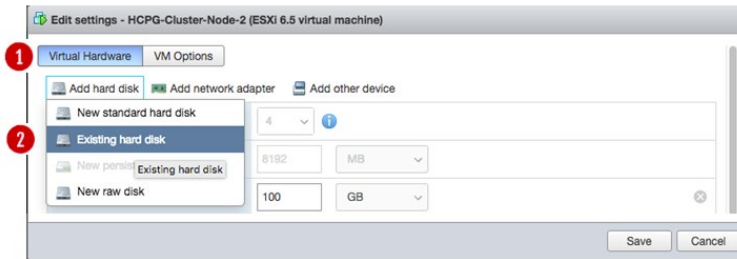 Edit settings - HCPG-Cluster-Node-2 (ESXi 6.5 virtual machine)
1
Virtual Hardware VM Options
Add hard disk Add network adapter Add other device
New standard hard disk
4
2
Existing hard disk
New persist
Existing hard disk
8192 MB
New raw disk
100 GB
Save Cancel